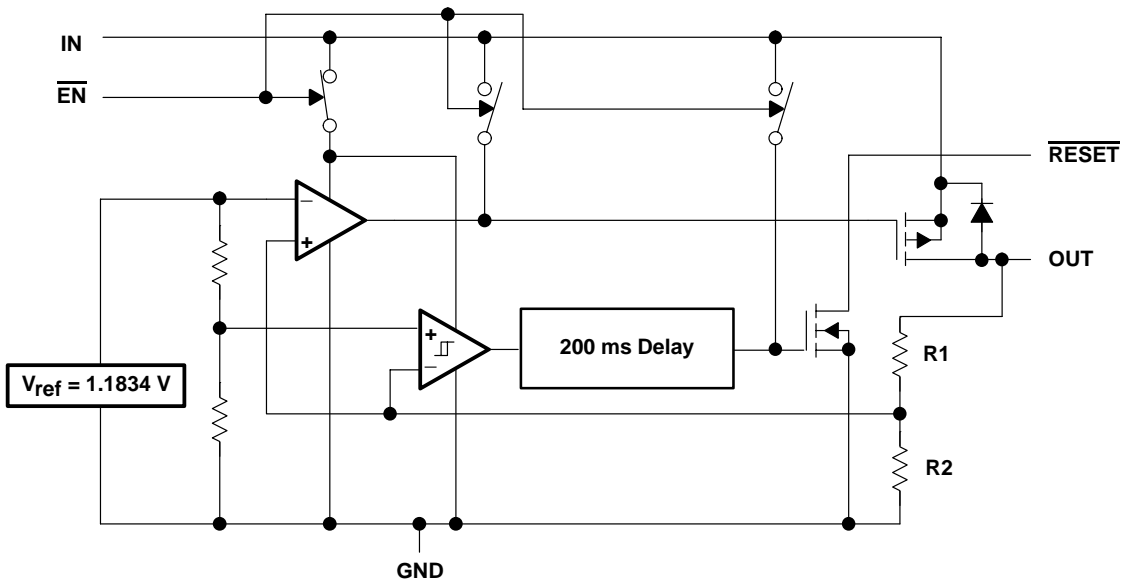 IN
EN
RESET
−
+
OUT
+
−
200 ms Delay
R1
Vref = 1.1834 V
R2
GND